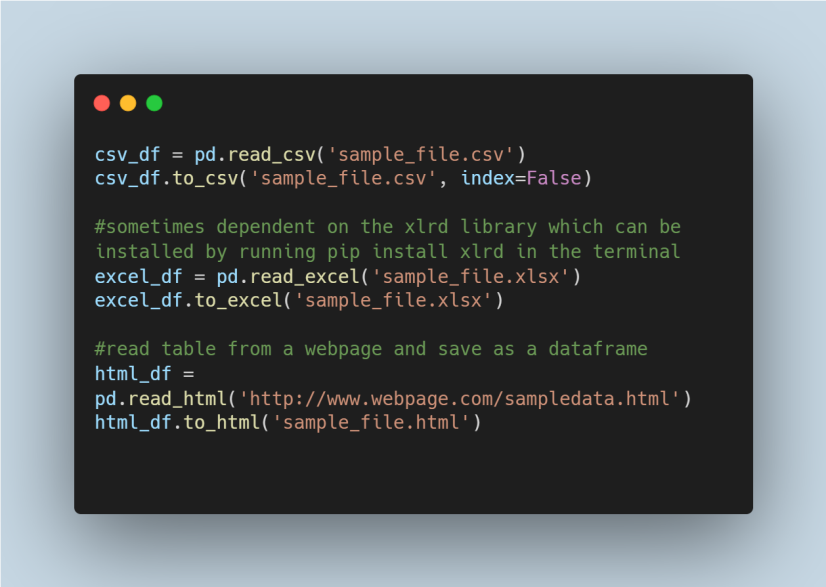 csv_df = pd.read_csv('sample_file.csv')
csv_df.to_csv('sample_file.csv', index=False)
#sometimes dependent on the xlrd library which can be
installed by running pip install xlrd in the terminal
excel_df = pd.read_excel('sample_file.xlsx')
excel_df.to_excel('sample_file.xlsx')
#read table from a webpage and save as a dataframe
html_df =
pd.read_html('http://www.webpage.com/sampledata.html')
html_df.to_html('sample_file.html')